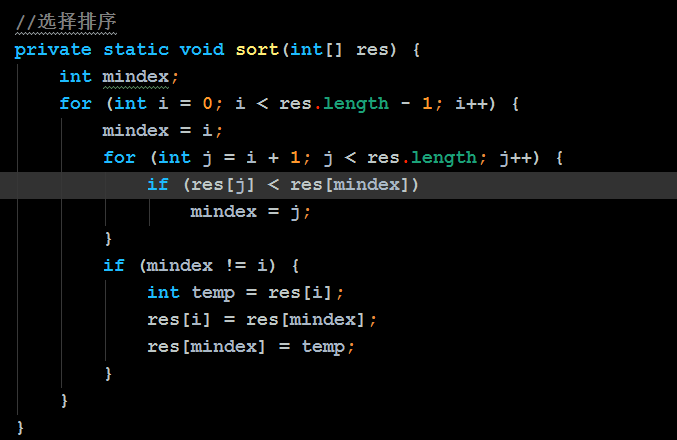 //选择排序
private static void sort(int[] res) {
    int mindex;
    for (int i = 0; i < res.length - 1; i++) {
        mindex = i;
        for (int j = i + 1; j < res.length; j++) {
            if (res[j] < res[mindex])
                mindex = j;
        }
        if (mindex != i) {
            int temp = res[i];
            res[i] = res[mindex];
            res[mindex] = temp;
        }
    }
}